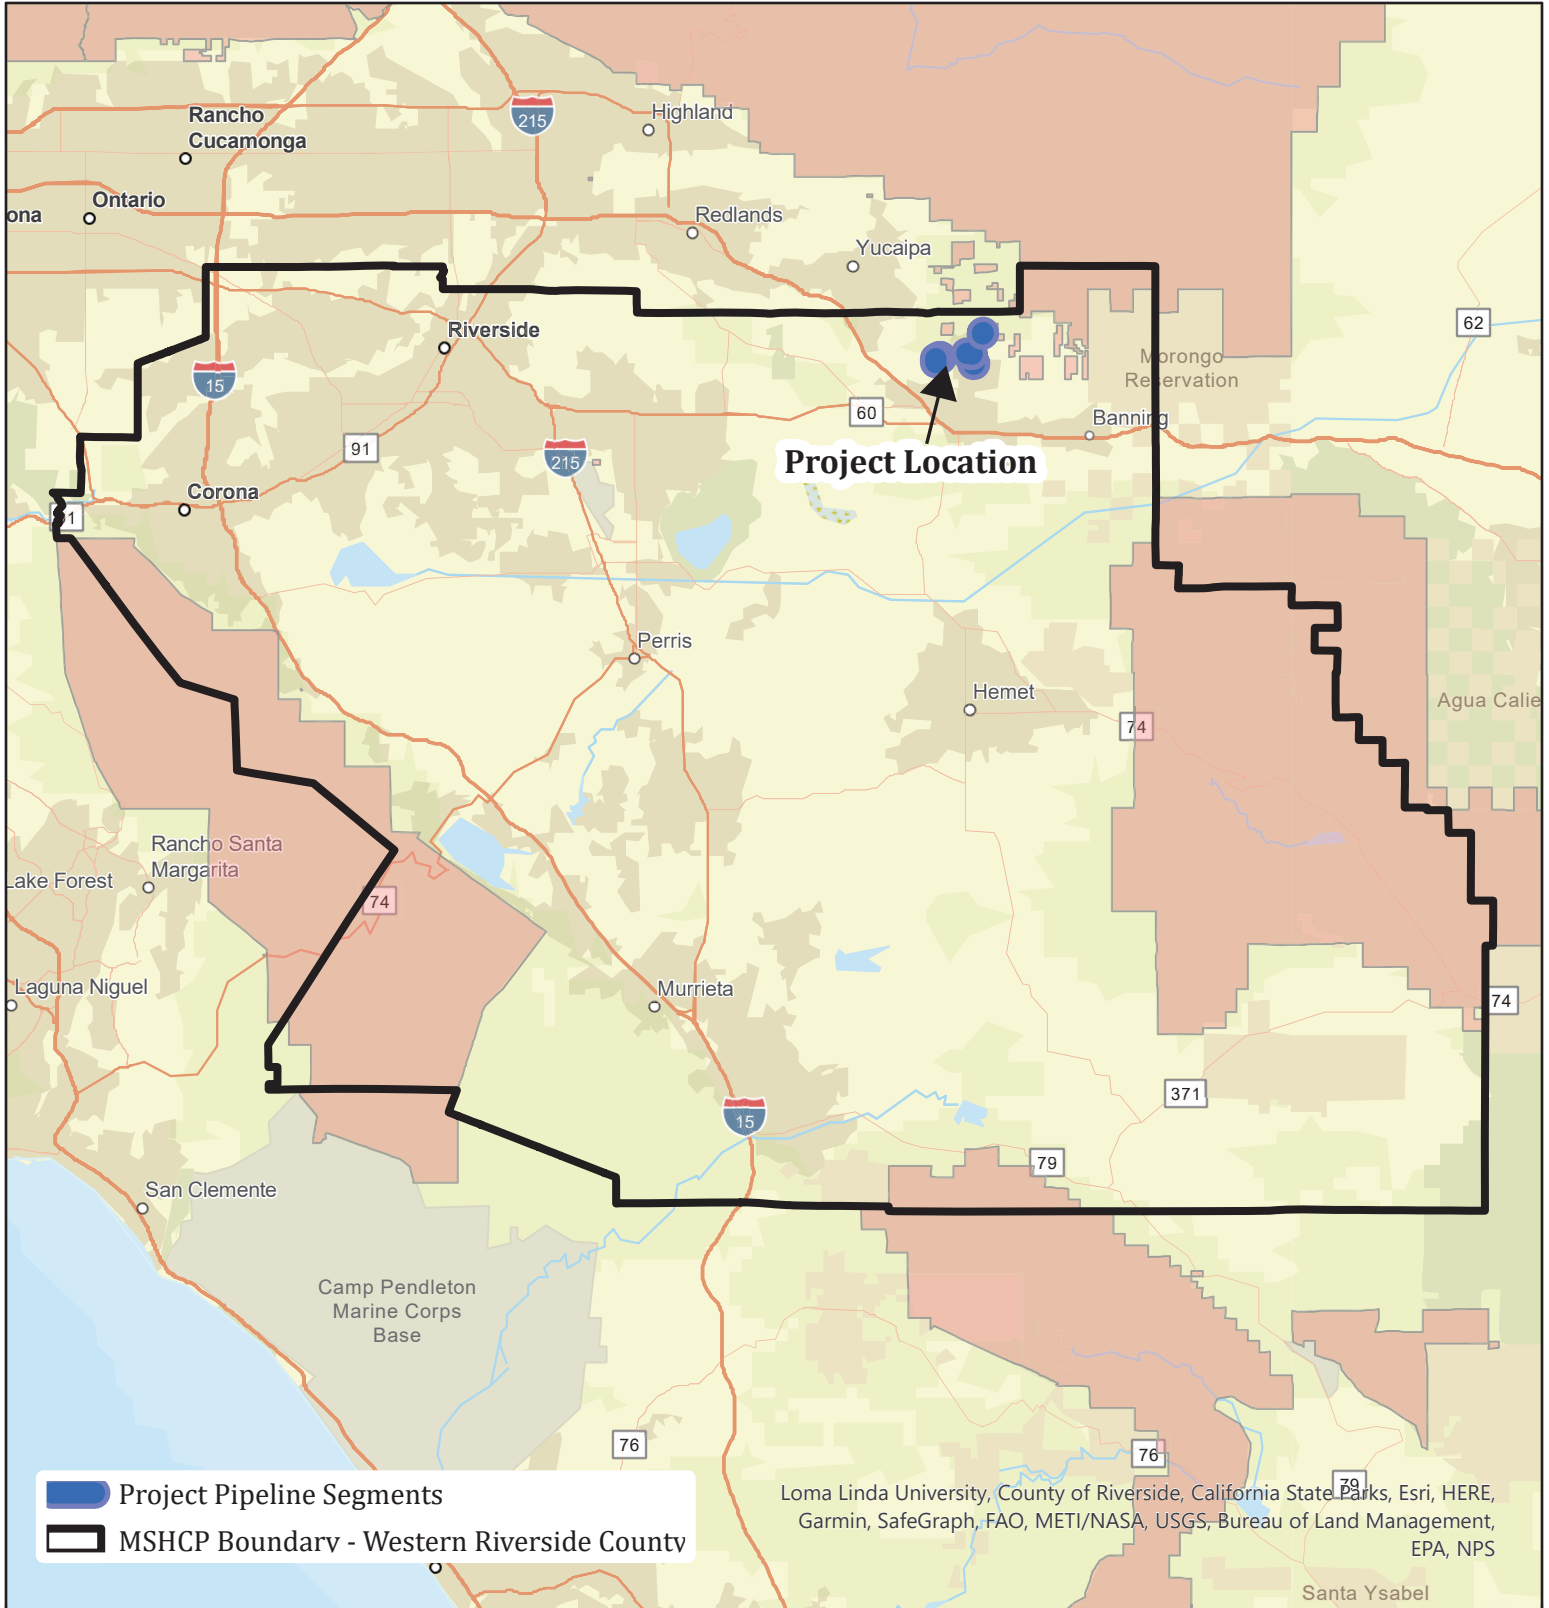 215
Highland
Rancho
Cucamonga
Ontario
ona
Redlands
Yucaipa
62
Riverside
Morongo
Reservation
15
60
Banning
91
215
Project Location
Corona
91
Perris
Hemet
Agua Calie
74
Rancho Santa
Margarita
Lake Forest
74
Laguna Niguel
Murrieta
74
371
15
79
San Clemente
Camp Pendleton
Marine Corps
Base
76
76
79
Project Pipeline Segments
MSHCP Boundary - Western Riverside County
Loma Linda University, County of Riverside, California State Parks, Esri, HERE,
Garmin, SafeGraph, FAO, METI/NASA, USGS, Bureau of Land Management,
EPA, NPS
Santa Ysabel